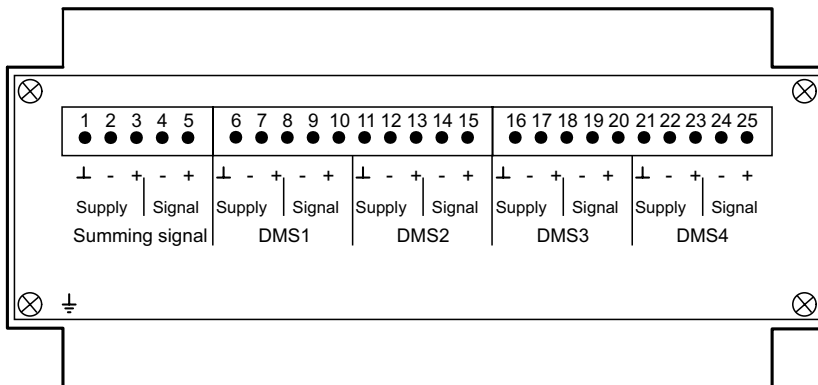 1 2 3 4 5 6 7 8 9 10 11 12 13 14 15 16 17 18 19 20 21 22 23 24 25
⊥ - + - + ⊥ - + - + ⊥ - + - + ⊥ - + - + ⊥ - + - +
Supply Signal Supply Signal Supply Signal Supply Signal Supply Signal
Summing signal DMS1 DMS2 DMS3 DMS4